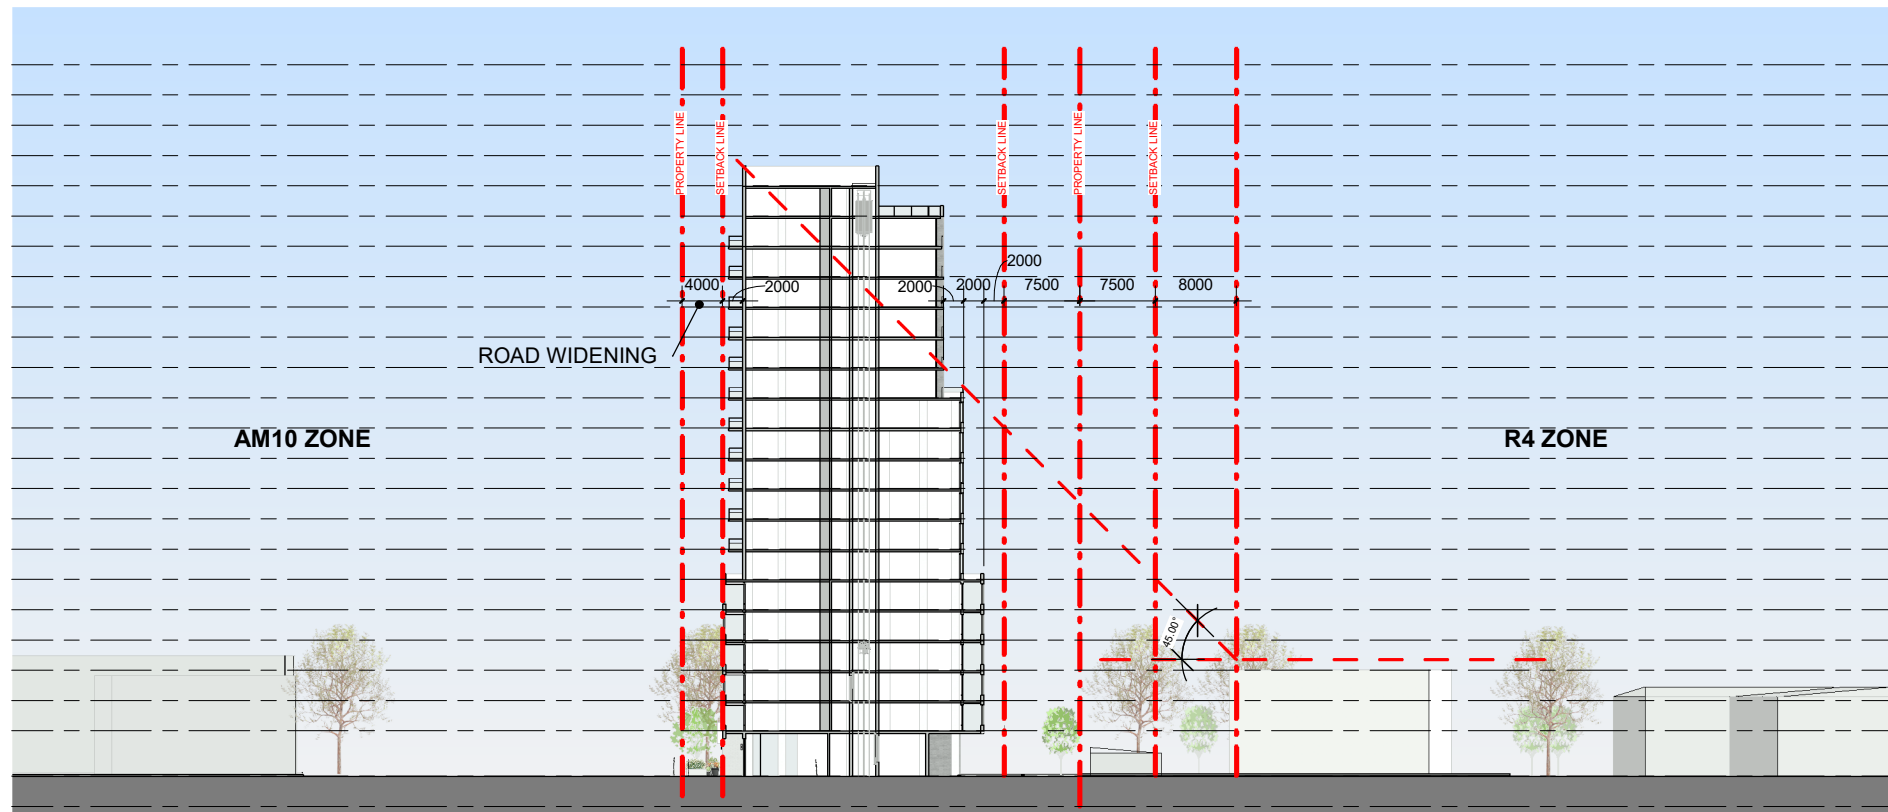 PROPERTY LINE
SETBACK LINE
SETBACK LINE
PROPERTY LINE
SETBACK LINE
2000
4000
2000
2000
2000
7500
7500
8000
ROAD WIDENING
AM10 ZONE
R4 ZONE
45.00°